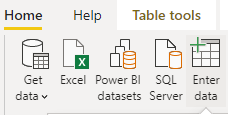 Home Help Table tools
Get Excel Power BI SQL Enter
data datasets Server data